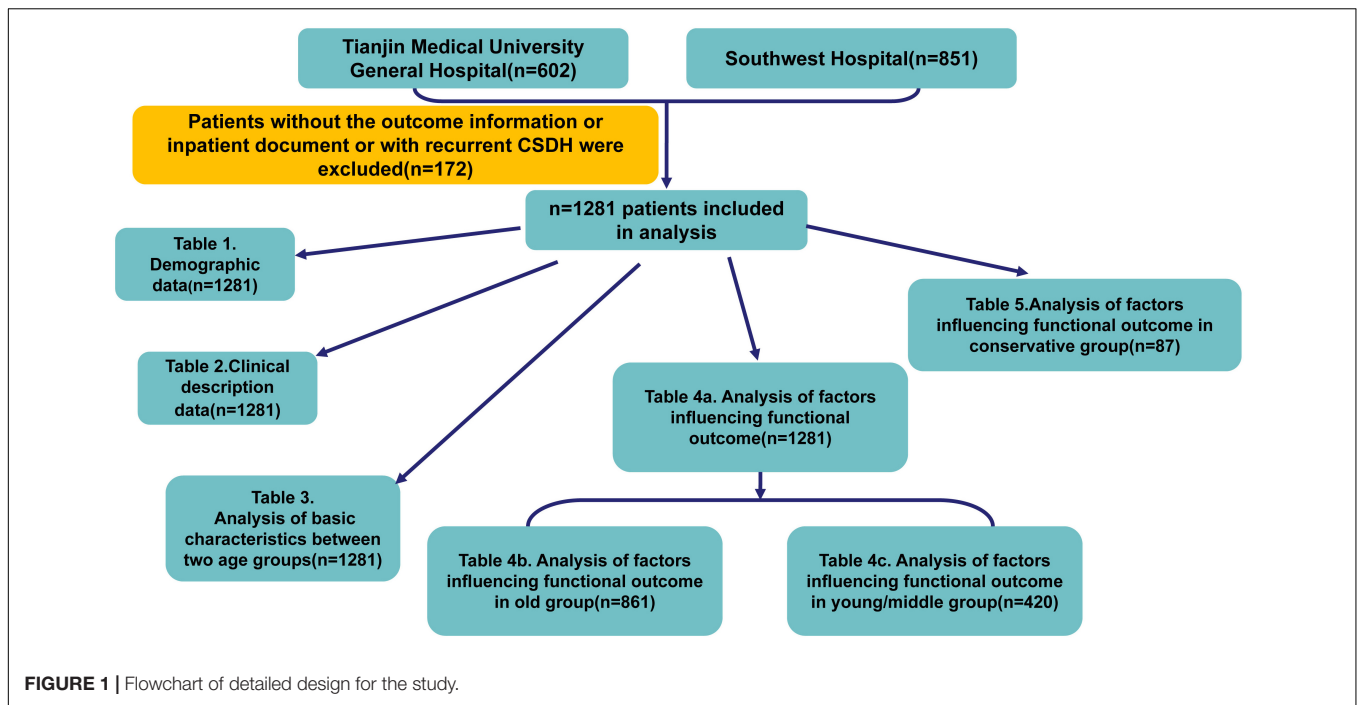 Tianjin Medical University
General Hospital(n=602)
Southwest Hospital(n=851)
Patients without the outcome information or
inpatient document or with recurrent CSDH were
excluded(n=172)
n=1281 patients included
in analysis
Table 1.
Demographic
data(n=1281)
Table 2.Clinical
description
data(n=1281)
Table 3.
Analysis of basic
characteristics between
two age groups(n=1281)
Table 4a. Analysis of factors
influencing functional
outcome(n=1281)
Table 5.Analysis of factors
influencing functional outcome in
conservative group(n=87)
Table 4b. Analysis of factors
influencing functional outcome
in old group(n=861)
Table 4c. Analysis of factors
influencing functional outcome
in young/middle group(n=420)
FIGURE 1 | Flowchart of detailed design for the study.